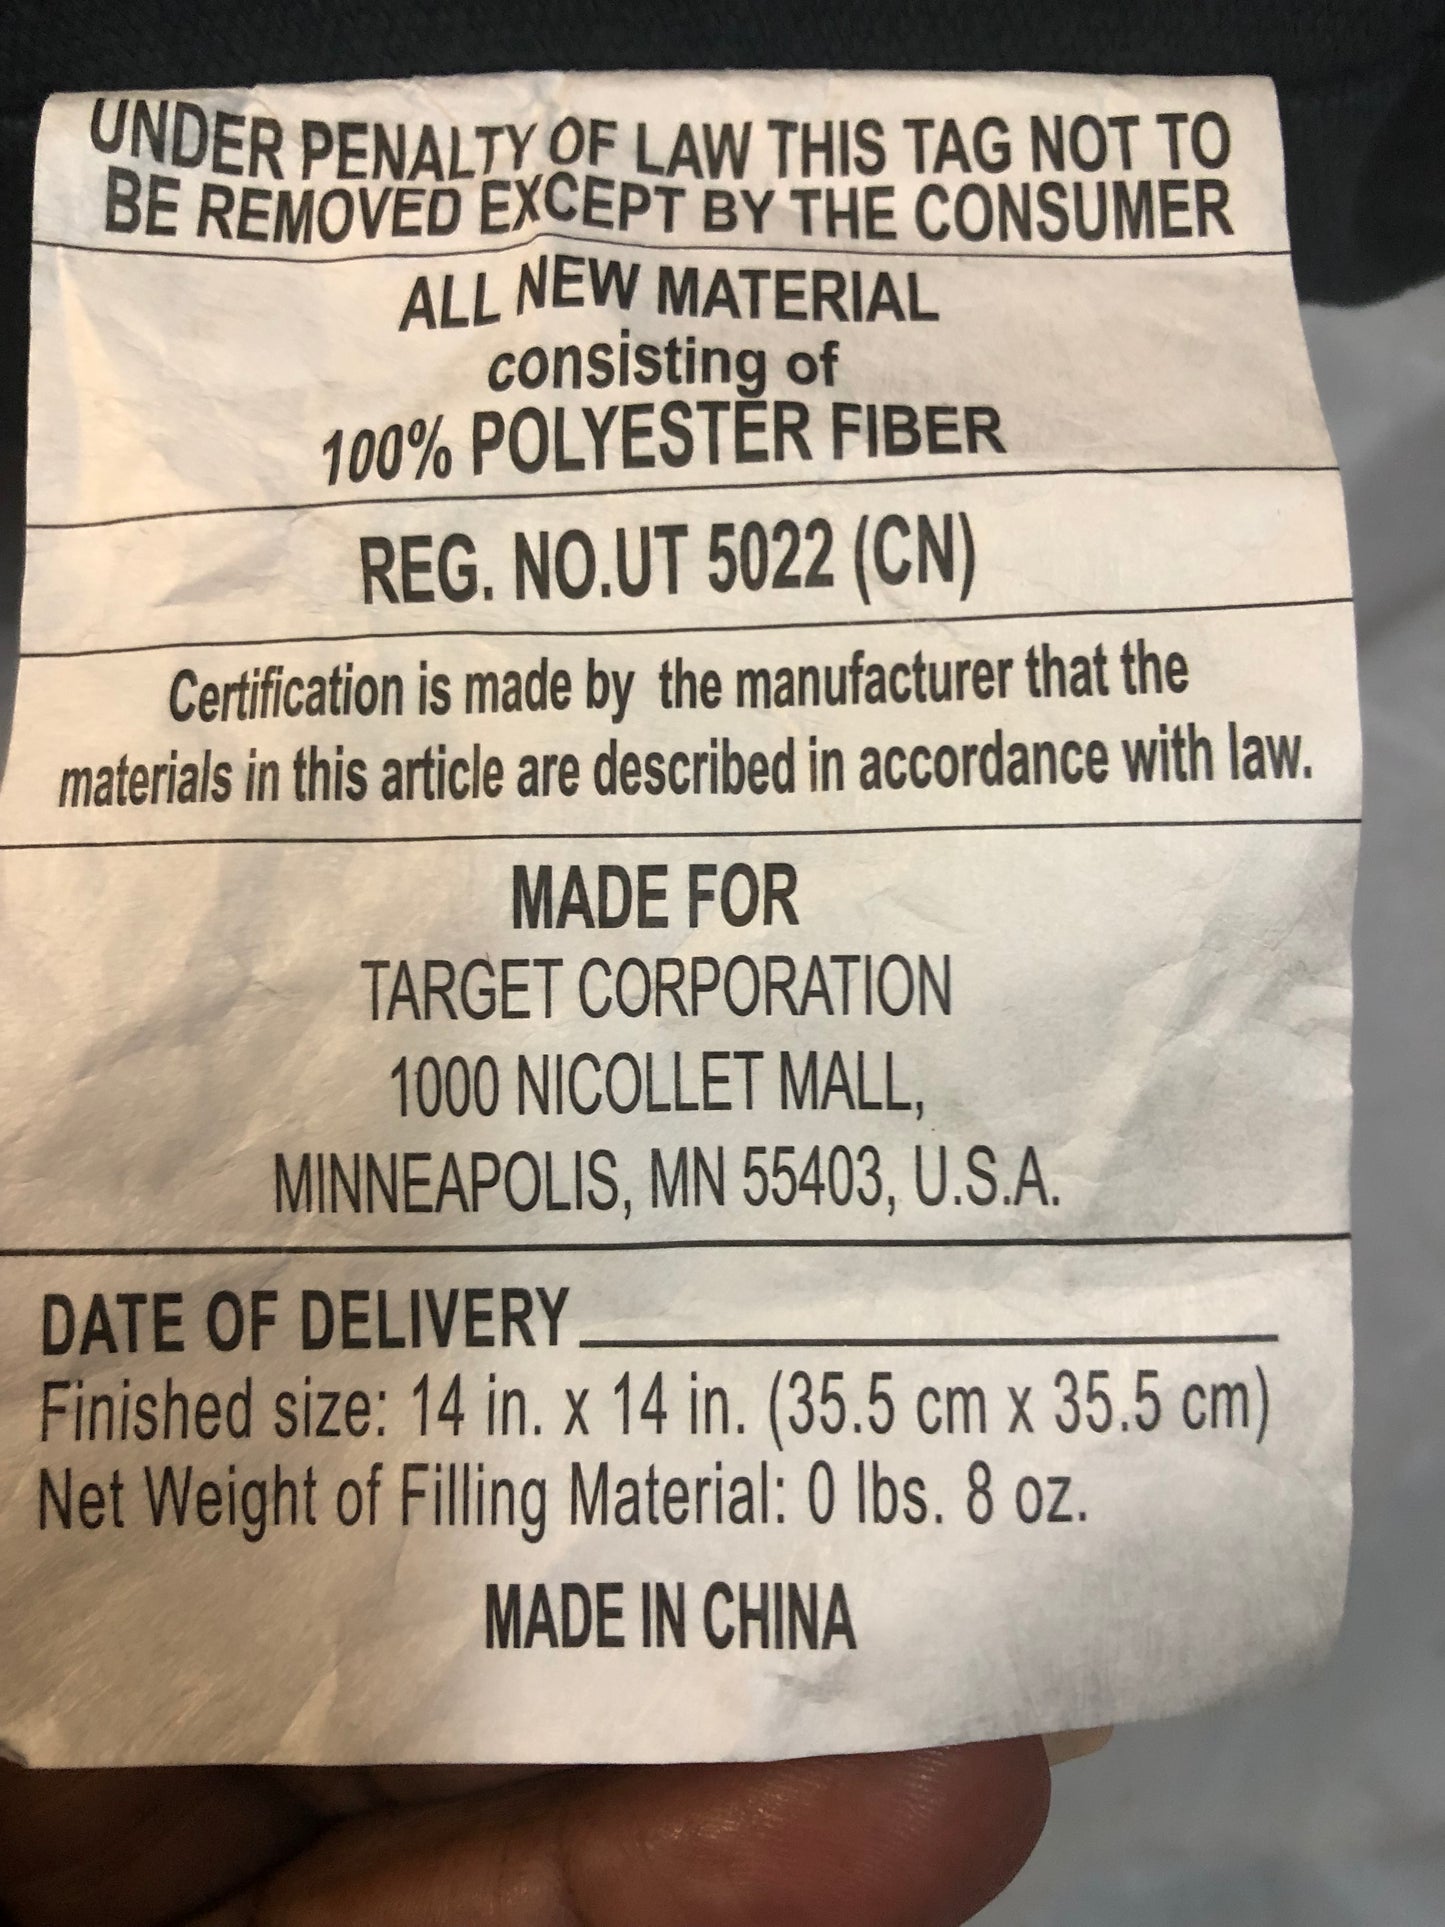 UNDER PENALTY OF LAW THIS TAG NOT TO
BE REMOVED EXCEPT BY THE CONSUMER
ALL NEW MATERIAL
consisting of
100% POLYESTER FIBER
REG. NO.UT 5022 (CN)
Certification is made by the manufacturer that the
materials in this article are described in accordance with law.
MADE FOR
TARGET CORPORATION
1000 NICOLLET MALL,
MINNEAPOLIS, MN 55403, U.S.A.
DATE OF DELIVERY
Finished size: 14 in. x 14 in. (35.5 cm x 35.5 cm)
Net Weight of Filling Material: 0 lbs. 8 oz.
MADE IN CHINA